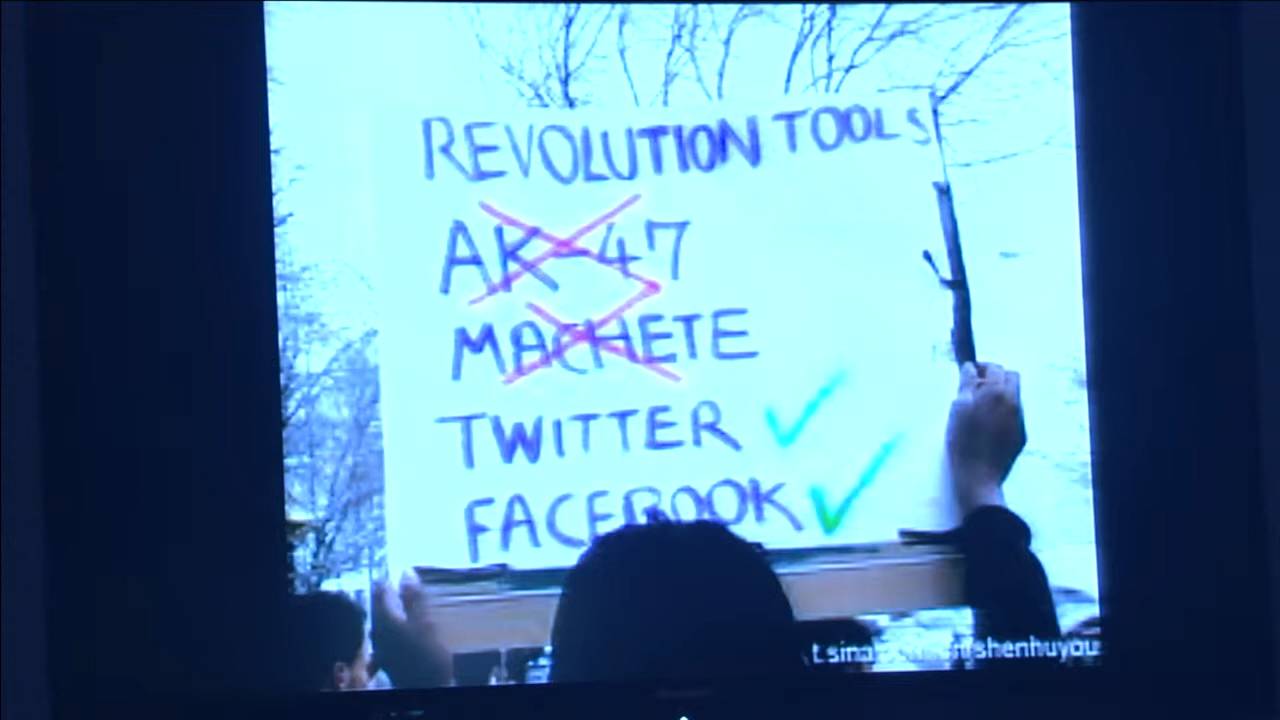 REVOLUTION TOOLS
AK-47
MACHETE
TWITTER ✓
FACEBOOK ✓